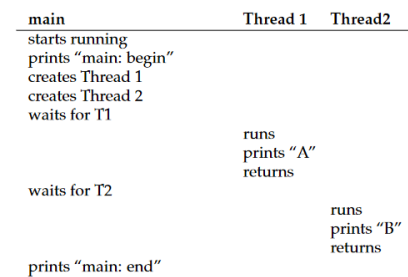 main Thread 1 Thread2
starts running
prints “main: begin”
creates Thread 1
creates Thread 2
waits for T1
runs
prints “A”
returns
waits for T2
runs
prints “B”
returns
prints “main: end”